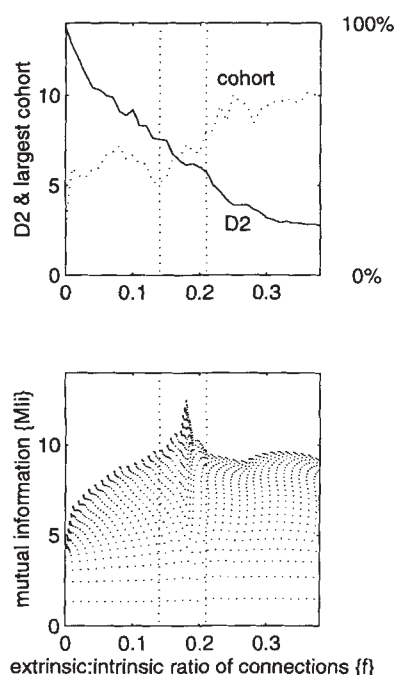 100%
10
cohort
D2 & largest cohort
5
D2
0
0%
0 0.1 0.2 0.3
mutual information {MIi}
10
5
0
0 0.1 0.2 0.3
extrinsic:intrinsic ratio of connections {f}